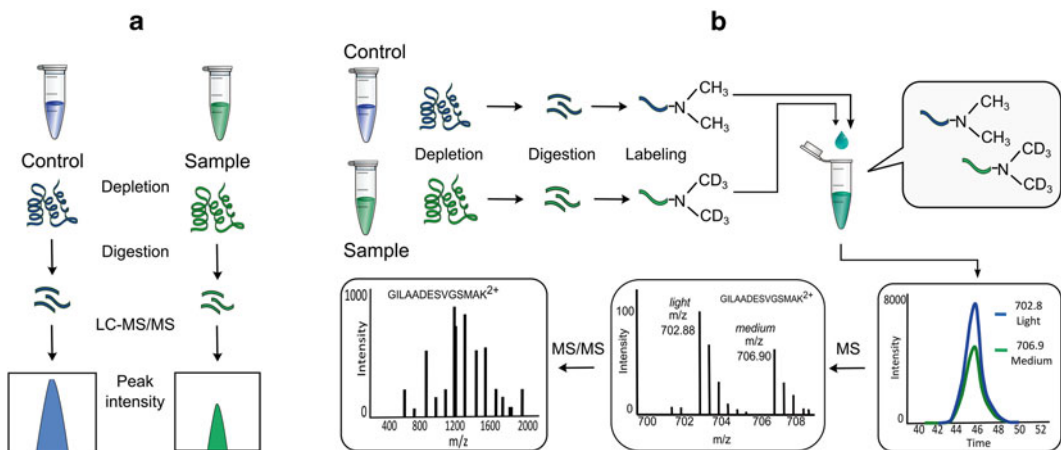 a
Control
Sample
Depletion
Digestion
LC-MS/MS
Peak
intensity
b
Control
Depletion
Digestion
Labeling
Sample
N
CH3
CH3
N
CD3
CD3
N
CH3
CH3
N
CD3
CD3
8000
0
Intensity
702.8
Light
706.9
Medium
40 42 44 46 48 50 52
Time
MS
100
0
Intensity
GILAADESVGSMAK2+
light
m/z
702.88
medium
m/z
706.90
700 702 704 706 708
m/z
MS/MS
1000
0
Intensity
GILAADESVGSMAK2+
400 800 1200 1600 2000
m/z